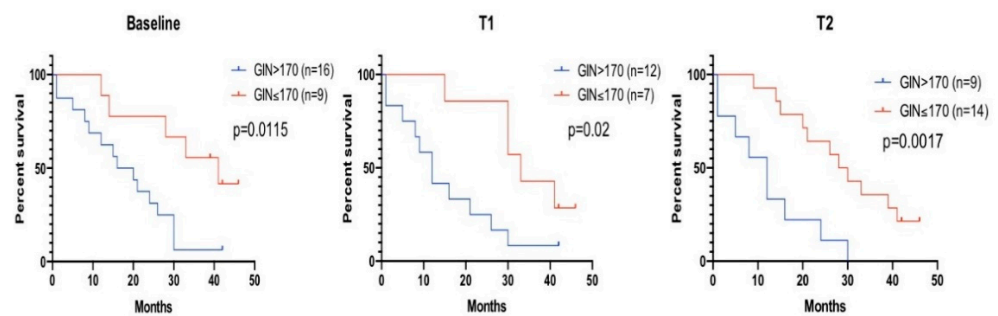 Baseline
Percent survival
100
50
0
GIN>170 (n=16)
GIN≤170 (n=9)
p=0.0115
0 10 20 30 40 50
Months
T1
Percent survival
100
50
0
GIN>170 (n=12)
GIN≤170 (n=7)
p=0.02
0 10 20 30 40 50
Months
T2
Percent survival
100
50
0
GIN>170 (n=9)
GIN≤170 (n=14)
p=0.0017
0 10 20 30 40 50
Months